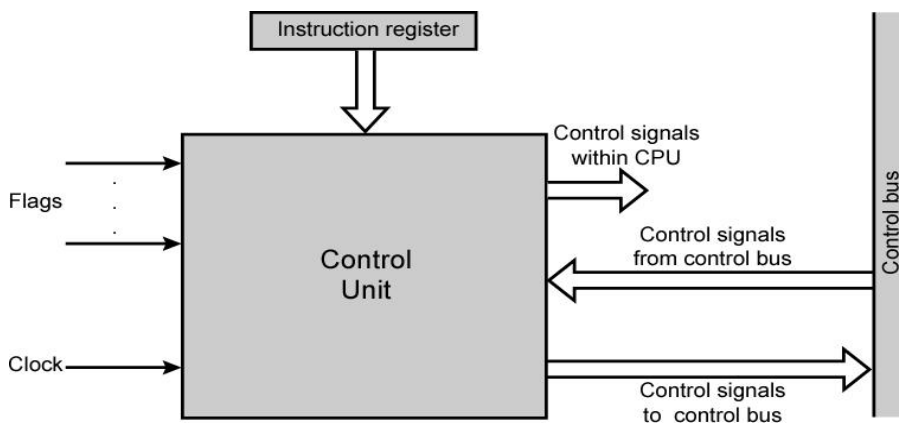 Instruction register
Control signals
within CPU
Flags
Control signals
from control bus
Control
Unit
Clock
Control signals
to control bus
Control bus